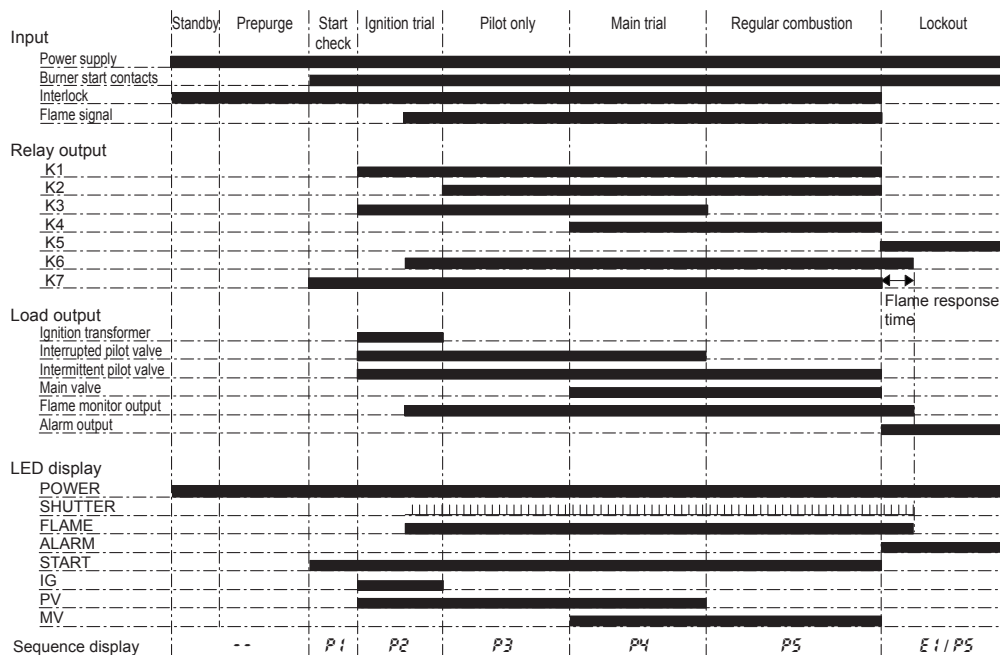 Standby Prepurge Start check Ignition trial Pilot only Main trial Regular combustion Lockout
Input
Power supply
Burner start contacts
Interlock
Flame signal
Relay output
K1
K2
K3
K4
K5
K6
K7
Flame response time
Load output
Ignition transformer
Interrupted pilot valve
Intermittent pilot valve
Main valve
Flame monitor output
Alarm output
LED display
POWER
SHUTTER
FLAME
ALARM
START
IG
PV
MV
Sequence display -- P1 P2 P3 P4 P5 E1 / P5